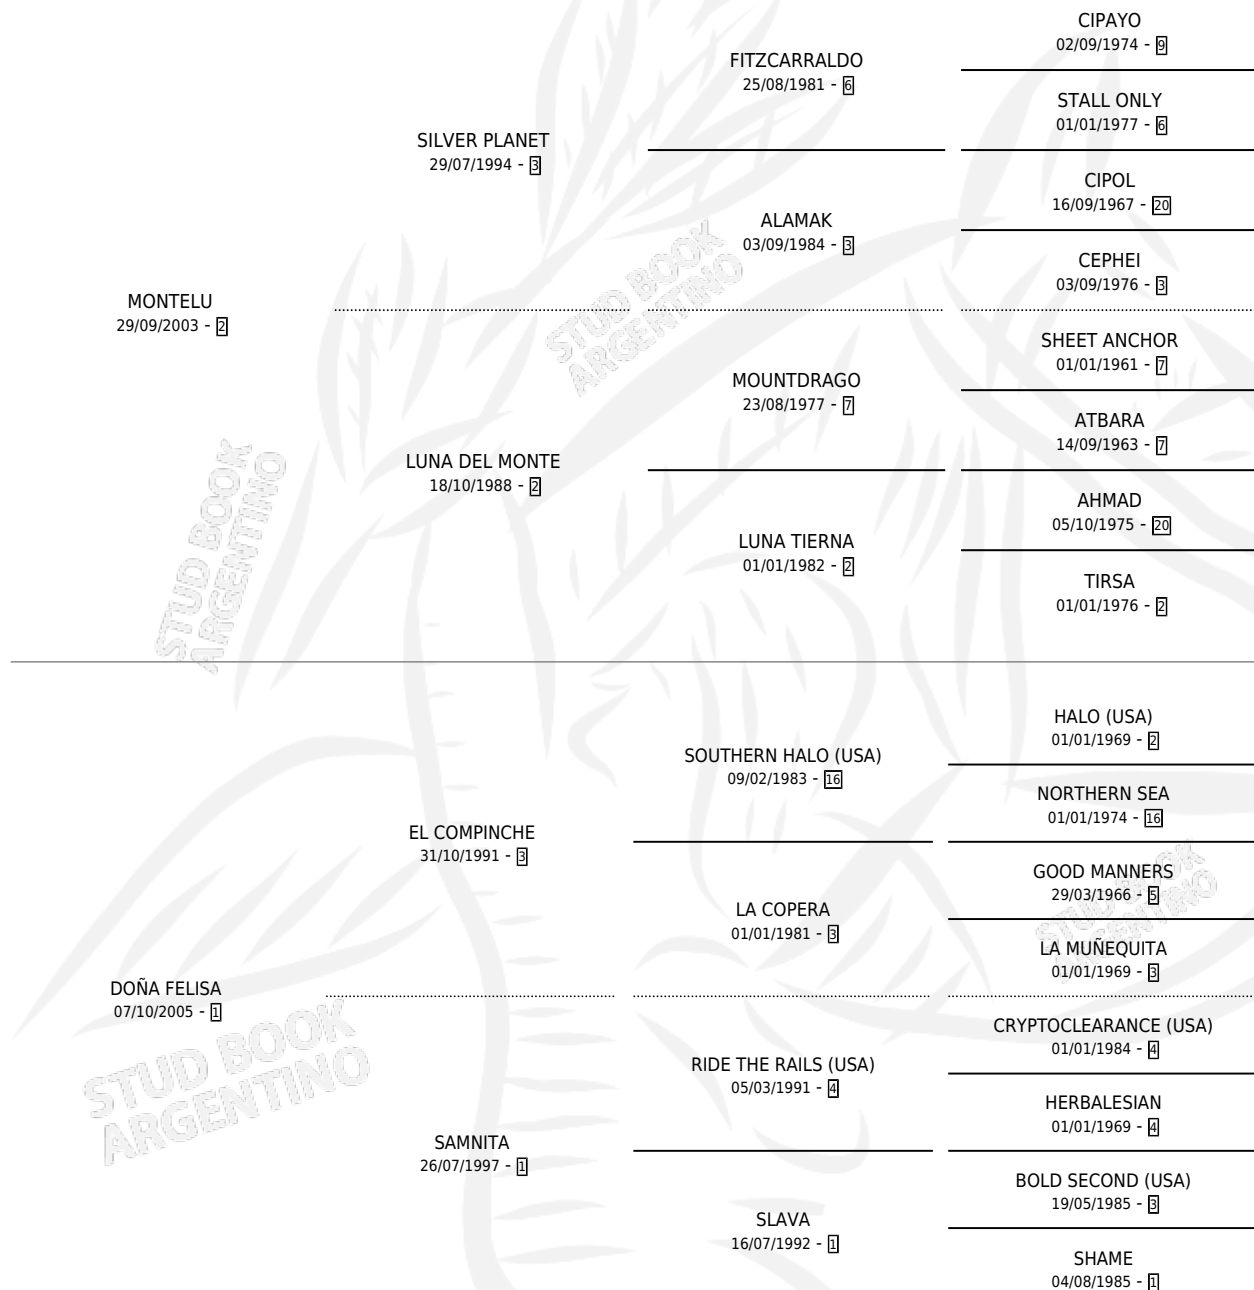 CIPAYO
02/09/1974 - 9
FITZCARRALDO
25/08/1981 - 6
STALL ONLY
01/01/1977 - 6
SILVER PLANET
29/07/1994 - 3
CIPOL
16/09/1967 - 20
ALAMAK
03/09/1984 - 3
CEPHEI
03/09/1976 - 3
MONTELU
29/09/2003 - 2
SHEET ANCHOR
01/01/1961 - 7
MOUNTDRAGO
23/08/1977 - 7
ATBARA
14/09/1963 - 7
LUNA DEL MONTE
18/10/1988 - 2
AHMAD
05/10/1975 - 20
LUNA TIERNA
01/01/1982 - 2
TIRSA
01/01/1976 - 2
HALO (USA)
01/01/1969 - 2
SOUTHERN HALO (USA)
09/02/1983 - 16
NORTHERN SEA
01/01/1974 - 16
EL COMPINCHE
31/10/1991 - 3
GOOD MANNERS
29/03/1966 - 5
LA COPERA
01/01/1981 - 3
LA MUÑEQUITA
01/01/1969 - 3
DOÑA FELISA
07/10/2005 - 1
CRYPTOCLEARANCE (USA)
01/01/1984 - 4
RIDE THE RAILS (USA)
05/03/1991 - 4
HERBALESIAN
01/01/1969 - 4
SAMNITA
26/07/1997 - 1
BOLD SECOND (USA)
19/05/1985 - 3
SLAVA
16/07/1992 - 1
SHAME
04/08/1985 - 1
STUD BOOK
ARGENTINO
STUD BOOK
ARGENTINO
STUD BOOK
ARGENTINO
STUD BOOK
ARGENTINO